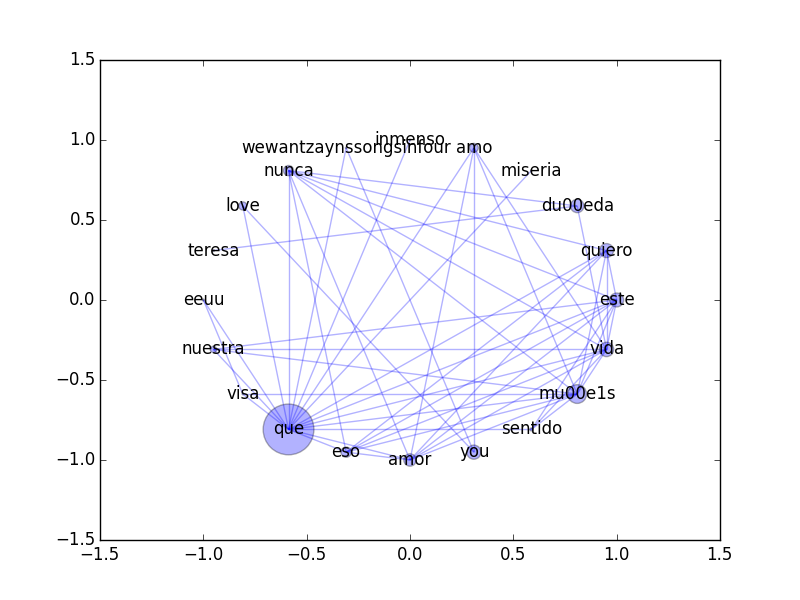 1.5
1.0
0.5
0.0
−0.5
−1.0
−1.5
inmenso
wewantzaynssongsinfour amo
nunca
miseria
love
du00eda
teresa
quiero
eeuu
este
nuestra
vida
visa
mu00e1s
que
sentido
eso
amor
you
−1.5 −1.0 −0.5 0.0 0.5 1.0 1.5